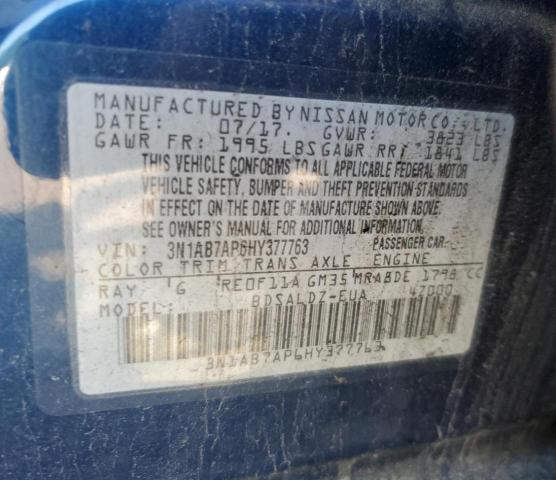 MANUFACTURED BY NISSAN MOTOR CO., LTD.
DATE: 07/17. GVWR: 3823 LBS
GAWR FR: 1995 LBS GAWR RR: 1841 LBS
THIS VEHICLE CONFORMS TO ALL APPLICABLE FEDERAL MOTOR
VEHICLE SAFETY, BUMPER AND THEFT PREVENTION STANDARDS
IN EFFECT ON THE DATE OF MANUFACTURE SHOWN ABOVE.
SEE OWNER'S MANUAL FOR ADDITIONAL INFORMATION.
VIN: 3N1AB7AP6HY377763 PASSENGER CAR
COLOR TRIM TRANS AXLE ENGINE
RAY G RE0F11A GM35 MRA8DE 1798 CC
MODEL: BDSALDZ-EUA 47000
3N1AB7AP6HY377763